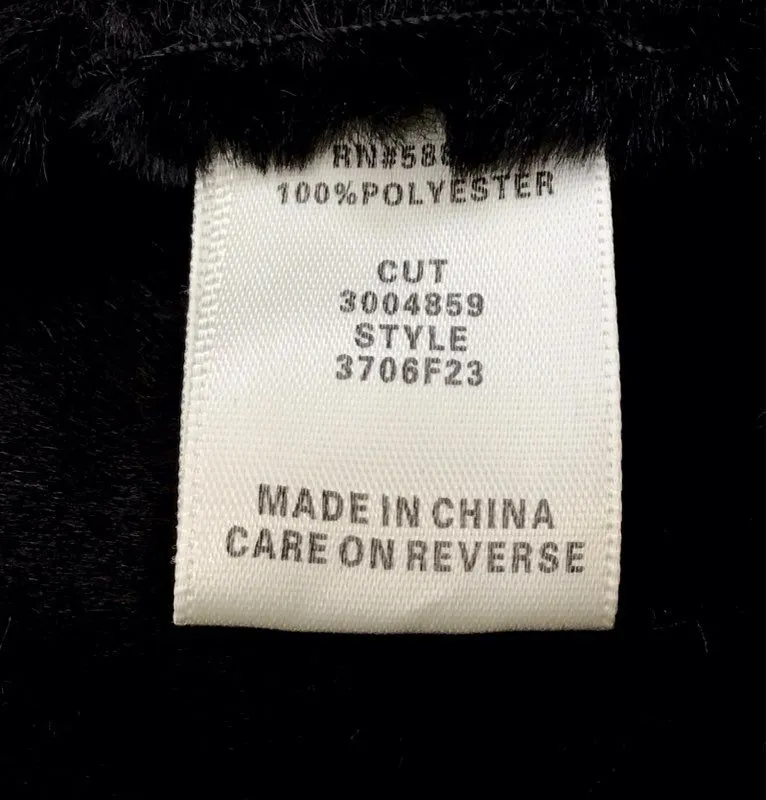 100%POLYESTER
CUT
3004859
STYLE
3706F23
MADE IN CHINA
CARE ON REVERSE